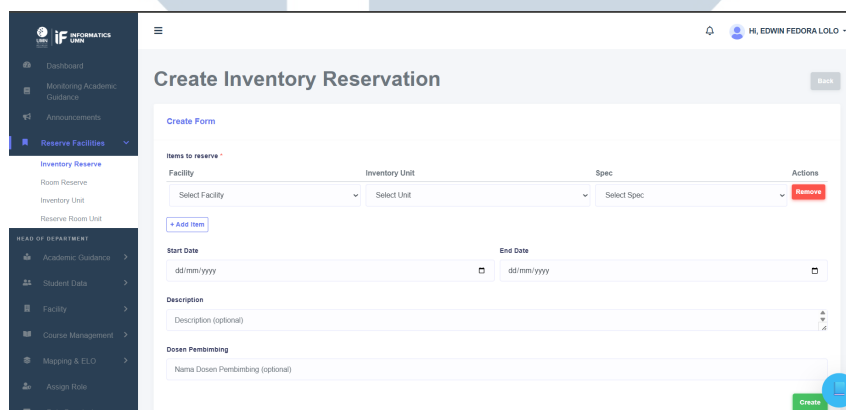 UMN
INFORMATICS
UMN
Hi, EDWIN FEDORA LOLO
Dashboard
Monitoring Academic
Guidance
Announcements
Reserve Facilities
Inventory Reserve
Room Reserve
Inventory Unit
Reserve Room Unit
HEAD OF DEPARTMENT
Academic Guidance
Student Data
Facility
Course Management
Mapping & ELO
Assign Role
Create Inventory Reservation
Back
Create Form
Items to reserve *
Facility Inventory Unit Spec Actions
Select Facility Select Unit Select Spec Remove
+ Add Item
Start Date End Date
dd/mm/yyyy dd/mm/yyyy
Description
Description (optional)
Dosen Pembimbing
Nama Dosen Pembimbing (optional)
Create